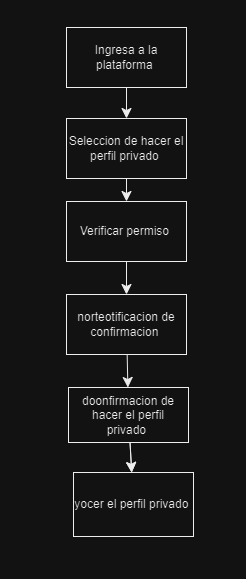 Ingresa a la
plataforma
Seleccion de hacer el
perfil privado
Verificar permiso
norteotificacion de
confirmacion
doonfirmacion de
hacer el perfil
privado
yocer el perfil privado